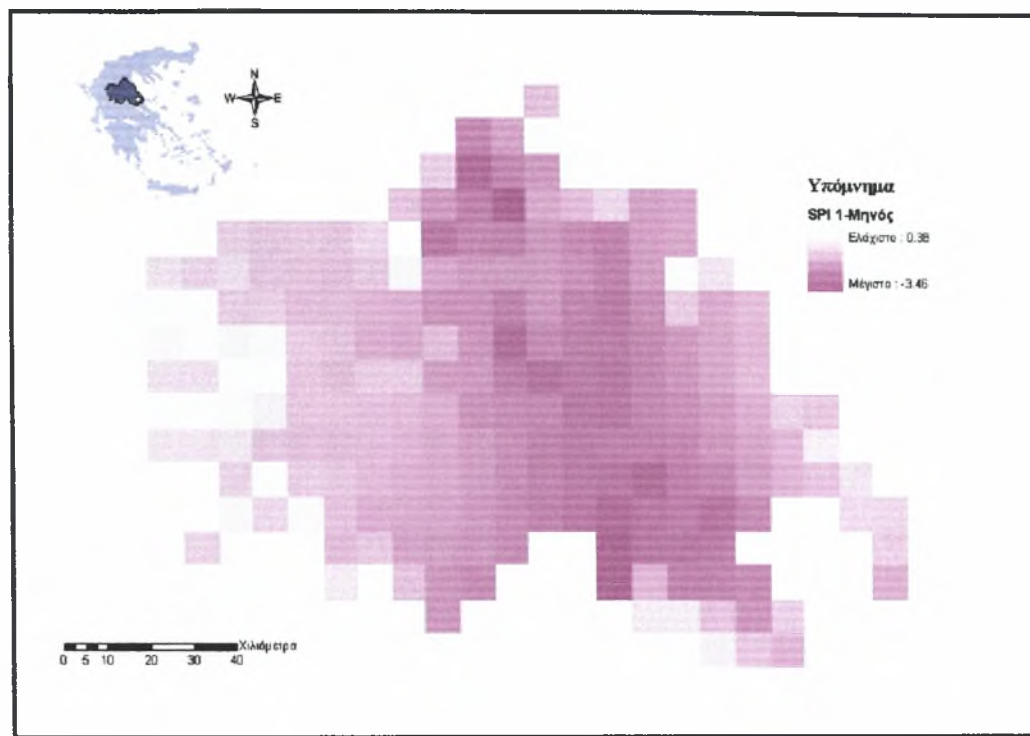 N
W E
S
Υπόμνημα
SPI 1-Μηνός
Ελάχιστο : 0.38
Μέγιστο : -3.46
Χιλιόμετρα
0 5 10 20 30 40